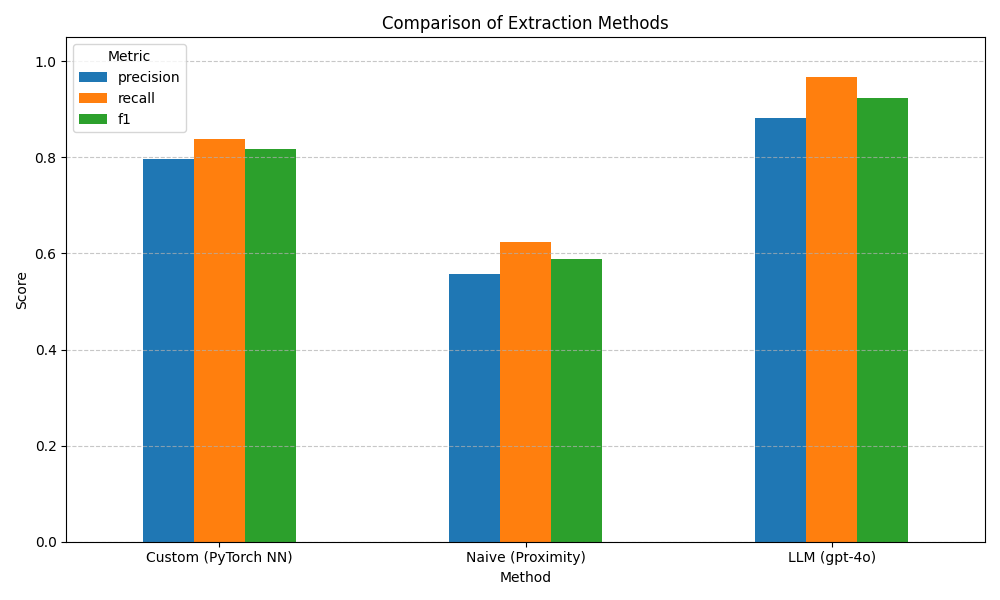 Comparison of Extraction Methods
Metric
precision
recall
f1
1.0
0.8
0.6
0.4
0.2
0.0
Score
Custom (PyTorch NN)
Naive (Proximity)
LLM (gpt-4o)
Method